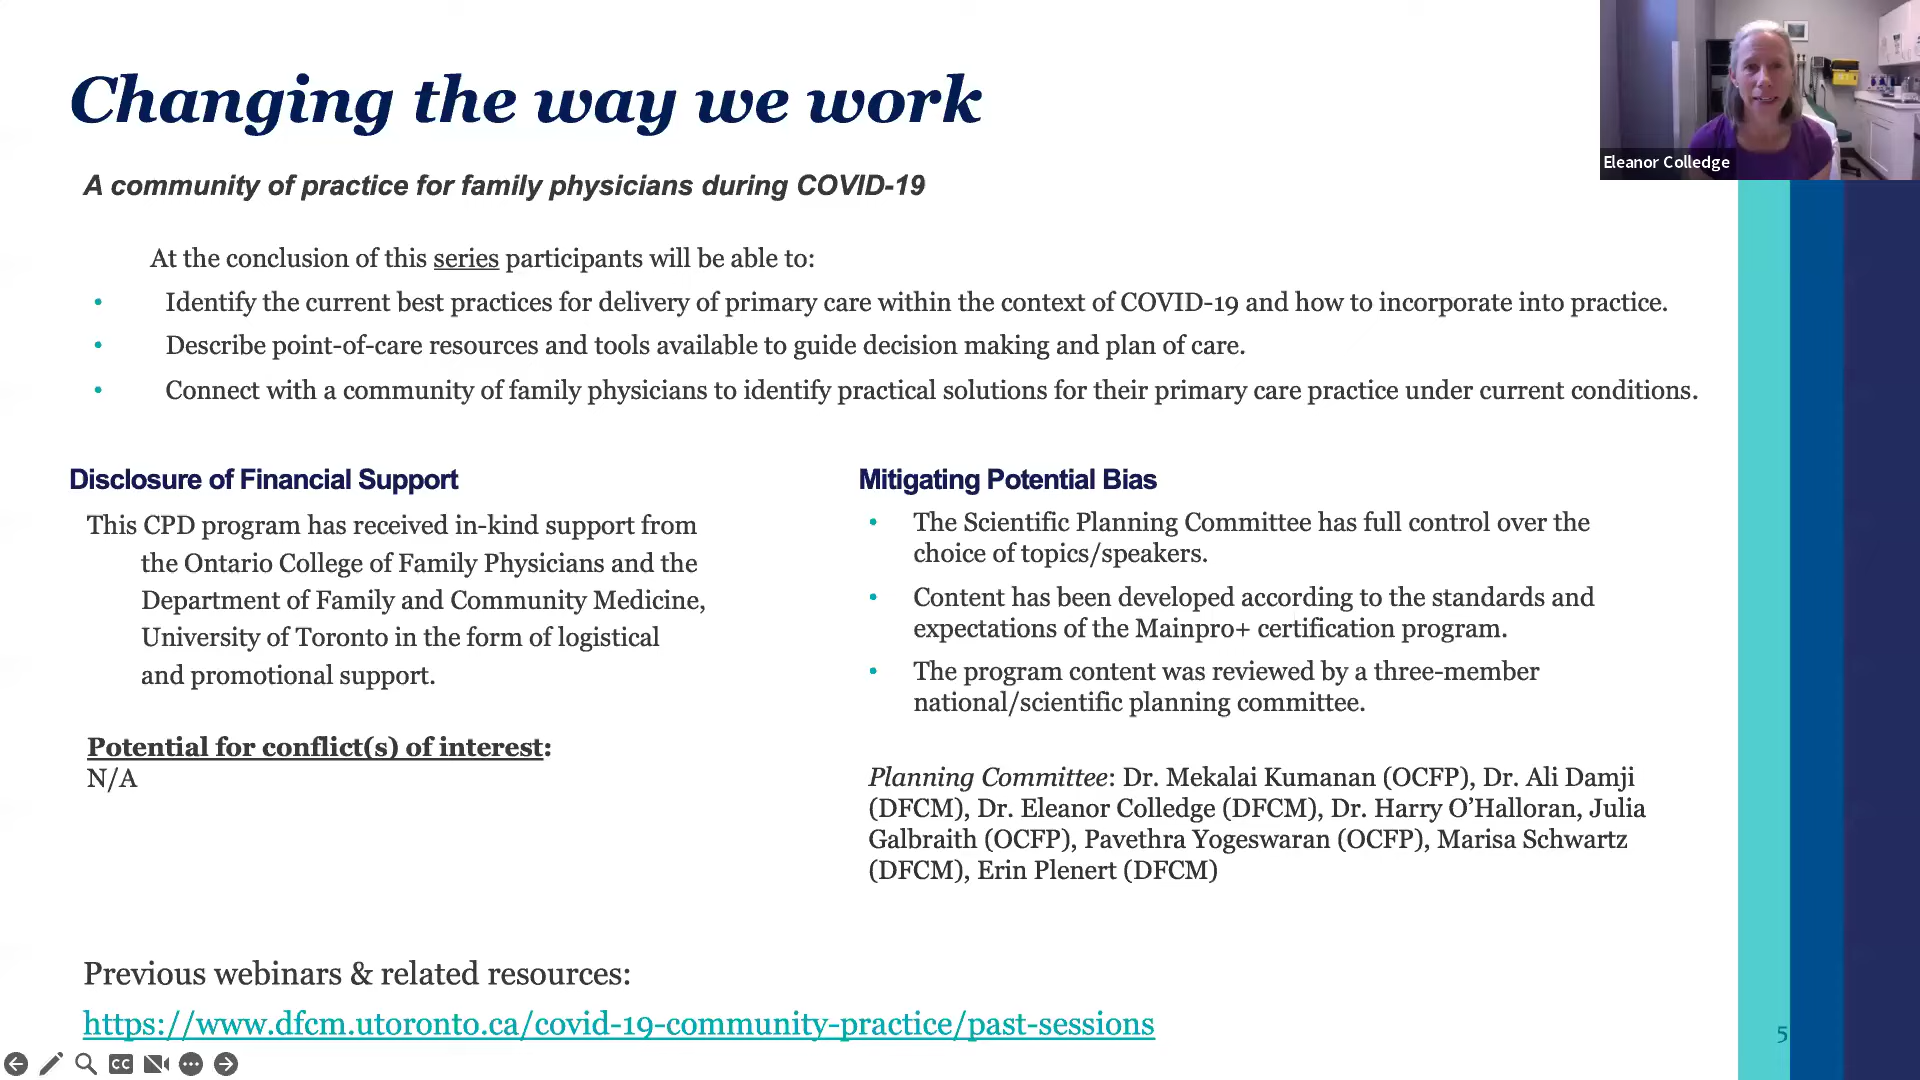 Changing the way we work
Eleanor Colledge
A community of practice for family physicians during COVID-19
At the conclusion of this series participants will be able to:
• Identify the current best practices for delivery of primary care within the context of COVID-19 and how to incorporate into practice.
• Describe point-of-care resources and tools available to guide decision making and plan of care.
• Connect with a community of family physicians to identify practical solutions for their primary care practice under current conditions.
Disclosure of Financial Support
This CPD program has received in-kind support from
the Ontario College of Family Physicians and the
Department of Family and Community Medicine,
University of Toronto in the form of logistical
and promotional support.
Potential for conflict(s) of interest:
N/A
Mitigating Potential Bias
• The Scientific Planning Committee has full control over the
choice of topics/speakers.
• Content has been developed according to the standards and
expectations of the Mainpro+ certification program.
• The program content was reviewed by a three-member
national/scientific planning committee.
Planning Committee: Dr. Mekalai Kumanan (OCFP), Dr. Ali Damji
(DFCM), Dr. Eleanor Colledge (DFCM), Dr. Harry O’Halloran, Julia
Galbraith (OCFP), Pavethra Yogeswaran (OCFP), Marisa Schwartz
(DFCM), Erin Plenert (DFCM)
Previous webinars & related resources:
https://www.dfcm.utoronto.ca/covid-19-community-practice/past-sessions
5
CC